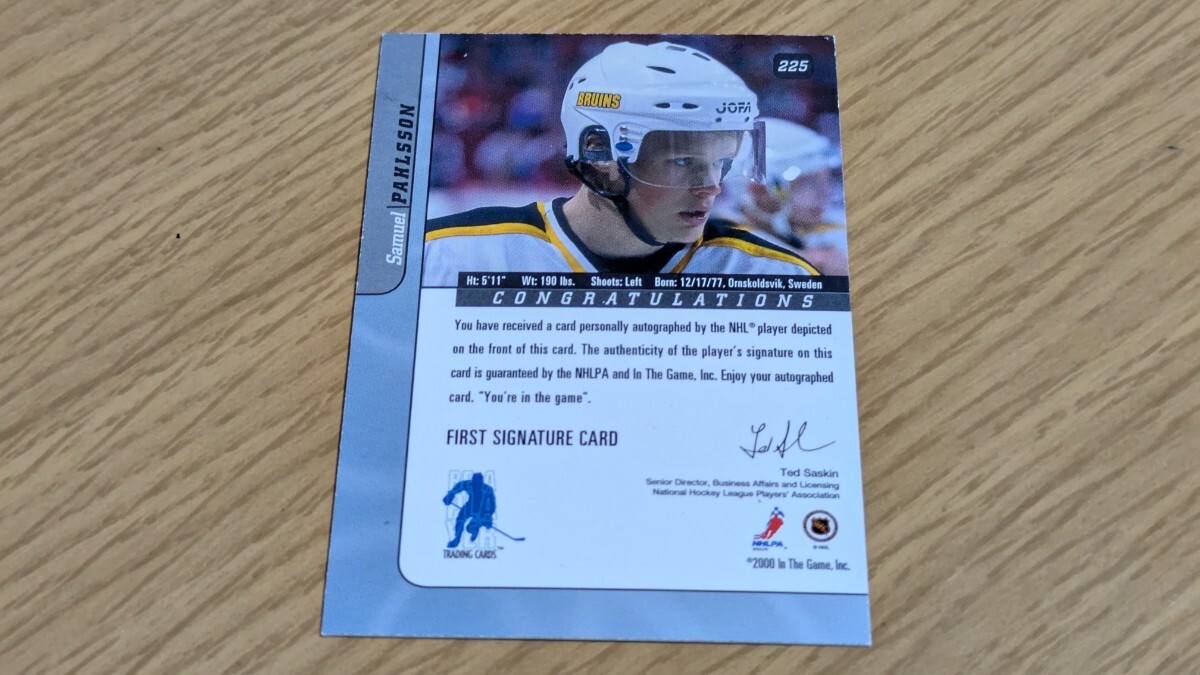 225
BRUINS
JOFA
Samuel PAHLSSON
Ht: 5'11" Wt: 190 lbs. Shoots: Left Born: 12/17/77, Ornskoldsvik, Sweden
CONGRATULATIONS
You have received a card personally autographed by the NHL® player depicted
on the front of this card. The authenticity of the player's signature on this
card is guaranteed by the NHLPA and In The Game, Inc. Enjoy your autographed
card. "You're in the game".
FIRST SIGNATURE CARD
Ted Saskin
Senior Director, Business Affairs and Licensing
National Hockey League Players' Association
TRADING CARDS™
NHLPA
©2000 In The Game, Inc.